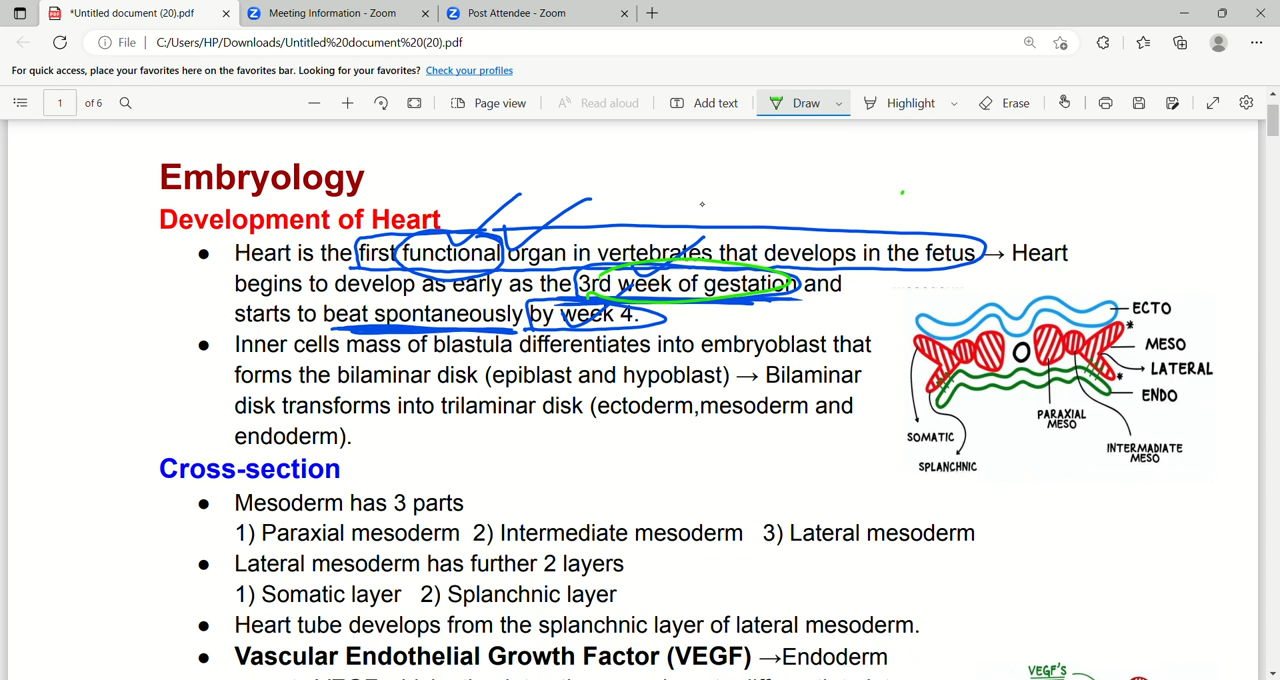 *Untitled document (20).pdf
Meeting Information - Zoom
Post Attendee - Zoom
File
C:/Users/HP/Downloads/Untitled%20document%20(20).pdf
For quick access, place your favorites here on the favorites bar. Looking for your favorites? Check your profiles
1 of 6
Page view
Read aloud
Add text
Draw
Highlight
Erase
Embryology
Development of Heart
● Heart is the first functional organ in vertebrates that develops in the fetus → Heart
begins to develop as early as the 3rd week of gestation and
starts to beat spontaneously by week 4.
● Inner cells mass of blastula differentiates into embryoblast that
forms the bilaminar disk (epiblast and hypoblast) → Bilaminar
disk transforms into trilaminar disk (ectoderm,mesoderm and
endoderm).
ECTO
MESO
LATERAL
ENDO
PARAXIAL
MESO
SOMATIC
INTERMADIATE
MESO
SPLANCHNIC
Cross-section
● Mesoderm has 3 parts
1) Paraxial mesoderm 2) Intermediate mesoderm 3) Lateral mesoderm
● Lateral mesoderm has further 2 layers
1) Somatic layer 2) Splanchnic layer
● Heart tube develops from the splanchnic layer of lateral mesoderm.
● Vascular Endothelial Growth Factor (VEGF) →Endoderm
VEGF'S